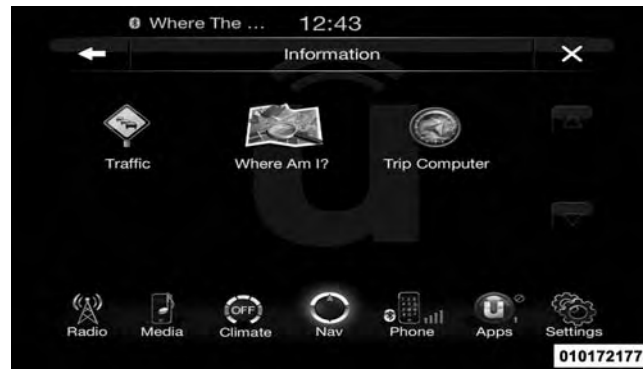 Where The ... 12:43
Information
Traffic Where Am I? Trip Computer
OFF
Radio Media Climate Nav Phone Apps Settings
010172177